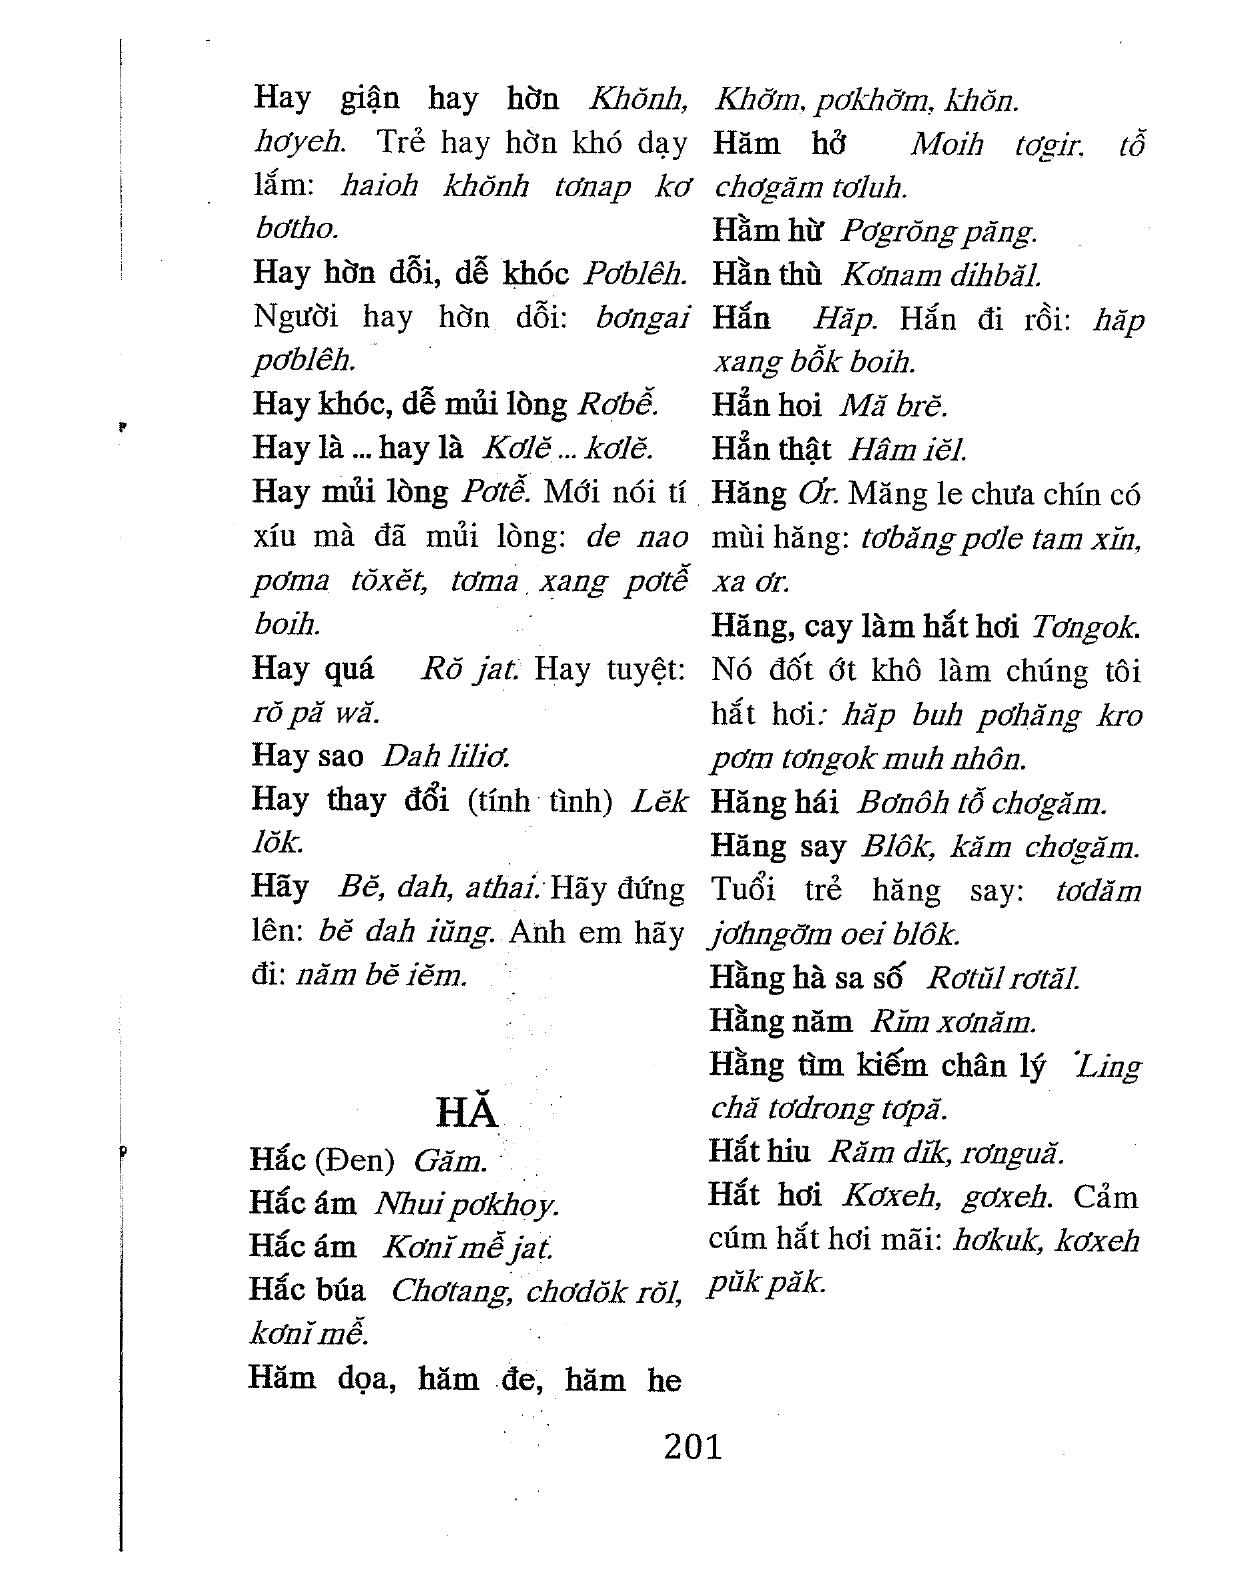 Hay giận hay hờn Khŏnh,
hơyeh. Trẻ hay hờn khó dạy
lắm: haioh khŏnh tơnap kơ
bơtho.
Hay hờn dỗi, dễ khóc Pơblêh.
Người hay hờn dỗi: bơngai
pơblêh.
Hay khóc, dễ mủi lòng Rơbễ̆.
Hay là ... hay là Kơlĕ ... kơlĕ.
Hay mủi lòng Pơtễ̆. Mới nói tí
xíu mà đã mủi lòng: de nao
pơma tŏxĕt, tơma xang pơtễ̆
boih.
Hay quá Rŏ jat. Hay tuyệt:
rŏ pă wă.
Hay sao Dah liliơ.
Hay thay đổi (tính tình) Lĕk
lŏk.
Hãy Bĕ, dah, athai. Hãy đứng
lên: bĕ dah iŭng. Anh em hãy
đi: năm bĕ iĕm.
HĂ
Hắc (Đen) Găm.
Hắc ám Nhui pơkhoy.
Hắc ám Kơnĭ mê̆ jat.
Hắc búa Chơtang, chơdŏk rŏl,
kơnĭ mê̆.
Hăm dọa, hăm đe, hăm he
Khơ̆m, pơkhơ̆m, khŏn.
Hăm hở Moih tơgir, tô̆
chơgăm tơluh.
Hằm hừ Pơgrŏng păng.
Hằn thù Kơnam dihbăl.
Hắn Hăp. Hắn đi rồi: hăp
xang bô̆k boih.
Hẳn hoi Mă brĕ.
Hẳn thật Hâm iĕl.
Hăng Ơr. Măng le chưa chín có
mùi hăng: tơbăng pơle tam xĭn,
xa ơr.
Hăng, cay làm hắt hơi Tơngok.
Nó đốt ớt khô làm chúng tôi
hắt hơi: hăp buh pơhăng kro
pơm tơngok muh nhôn.
Hăng hái Bơnôh tô̆ chơgăm.
Hăng say Blôk, kăm chơgăm.
Tuổi trẻ hăng say: tơdăm
jơhngơ̆m oei blôk.
Hằng hà sa số Rơtŭl rơtăl.
Hằng năm Rĭm xơnăm.
Hằng tìm kiếm chân lý ˈLing
chă tơdrong tơpă.
Hắt hiu Răm dĭk, rơnguă.
Hắt hơi Kơxeh, gơxeh. Cảm
cúm hắt hơi mãi: hơkuk, kơxeh
pŭk păk.
201